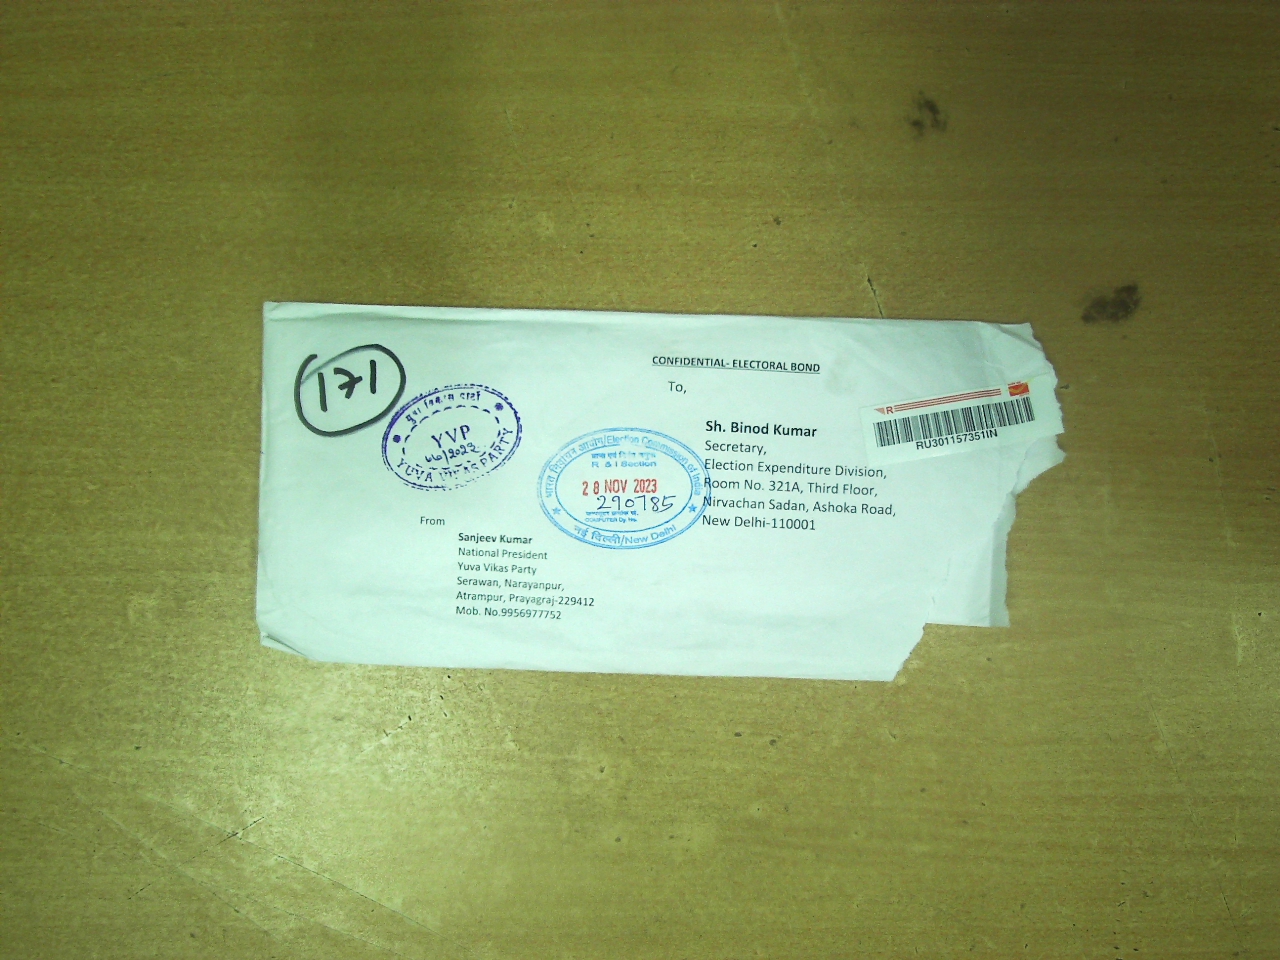 171
युवा विकास पार्टी
YVP
YUVA VIKAS PARTY
CONFIDENTIAL- ELECTORAL BOND
To,
Sh. Binod Kumar
Secretary,
Election Expenditure Division,
Room No. 321A, Third Floor,
Nirvachan Sadan, Ashoka Road,
New Delhi-110001
R
RU301157351IN
भारत निर्वाचन आयोग/Election Commission of India
R & I Section
28 NOV 2023
290785
COMPUTER Dy. No.
नई दिल्ली/New Delhi
From
Sanjeev Kumar
National President
Yuva Vikas Party
Serawan, Narayanpur,
Atrampur, Prayagraj-229412
Mob. No.9956977752